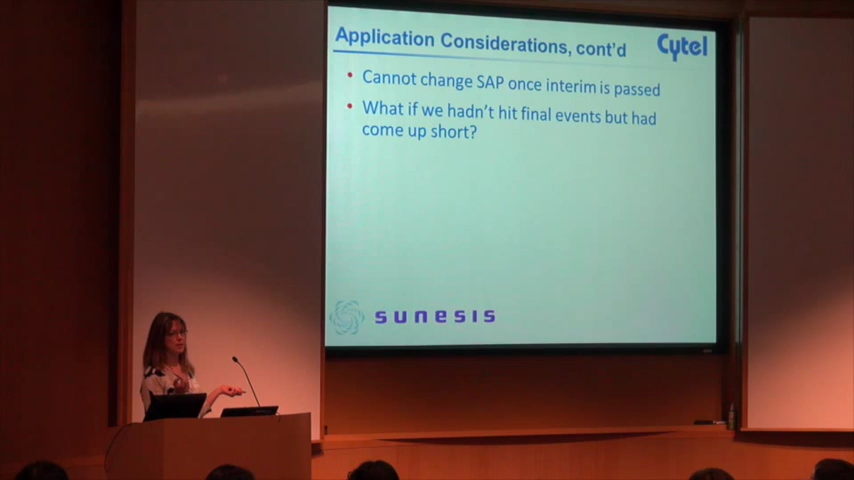 Application Considerations, cont'd
Cytel
• Cannot change SAP once interim is passed
• What if we hadn't hit final events but had
come up short?
sunesis